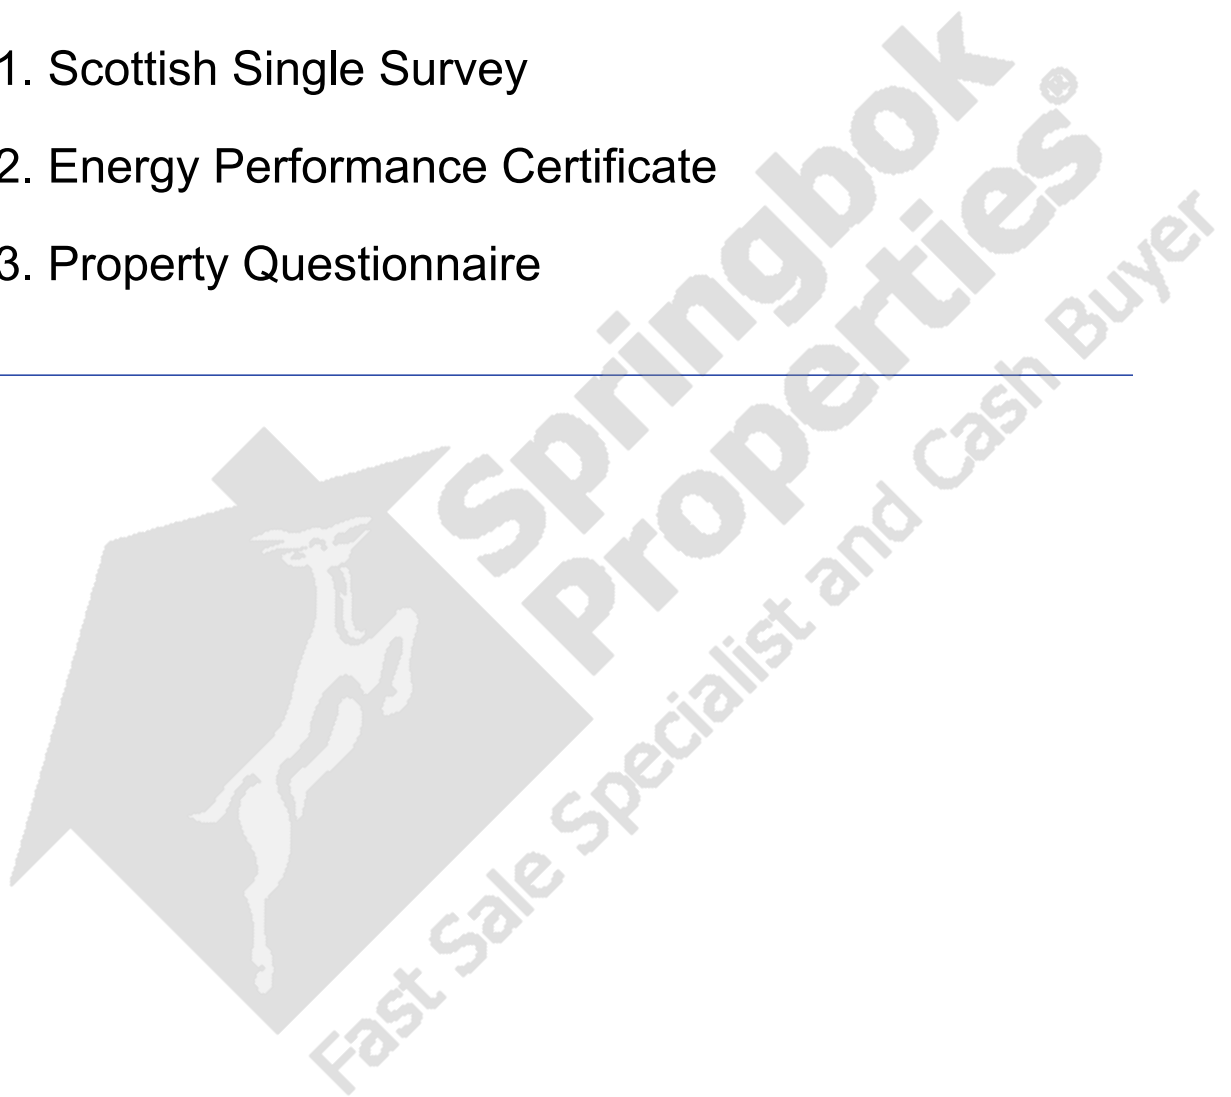 1. Scottish Single Survey
2. Energy Performance Certificate
3. Property Questionnaire
Springbok
Properties®
Fast Sale Specialist and Cash Buyer